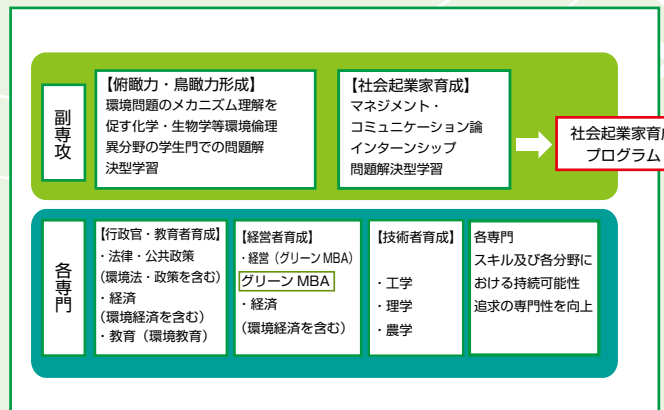 副専攻
【俯瞰力・鳥瞰力形成】
環境問題のメカニズム理解を
促す化学・生物学等環境倫理
異分野の学生門での問題解
決型学習
【社会起業家育成】
マネジメント・
コミュニケーション論
インターンシップ
問題解決型学習
社会起業家育成
プログラム
各専門
【行政官・教育者育成】
・法律・公共政策
(環境法・政策を含む)
・経済
(環境経済を含む)
・教育（環境教育）
【経営者育成】
・経営（グリーン MBA）
グリーン MBA
・経済
(環境経済を含む）
【技術者育成】
・工学
・理学
・農学
各専門
スキル及び各分野に
おける持続可能性
追求の専門性を向上